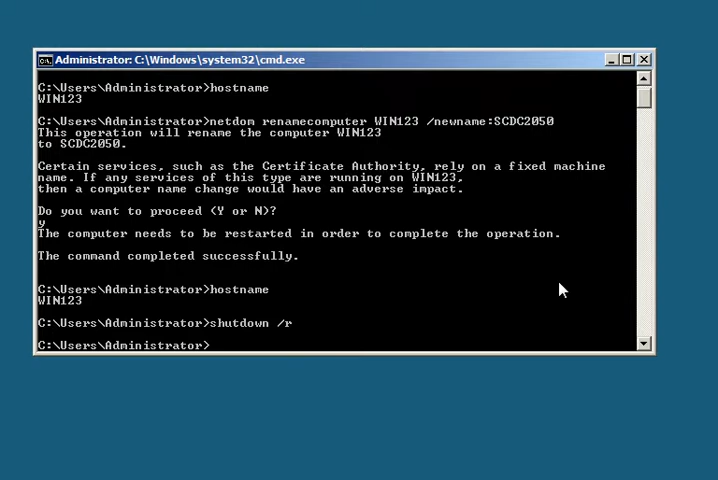 Administrator: C:\Windows\system32\cmd.exe
C:\Users\Administrator>hostname
WIN123
C:\Users\Administrator>netdom renamecomputer WIN123 /newname:SCDC2050
This operation will rename the computer WIN123
to SCDC2050.
Certain services, such as the Certificate Authority, rely on a fixed machine
name. If any services of this type are running on WIN123,
then a computer name change would have an adverse impact.
Do you want to proceed (Y or N)?
y
The computer needs to be restarted in order to complete the operation.
The command completed successfully.
C:\Users\Administrator>hostname
WIN123
C:\Users\Administrator>shutdown /r
C:\Users\Administrator>